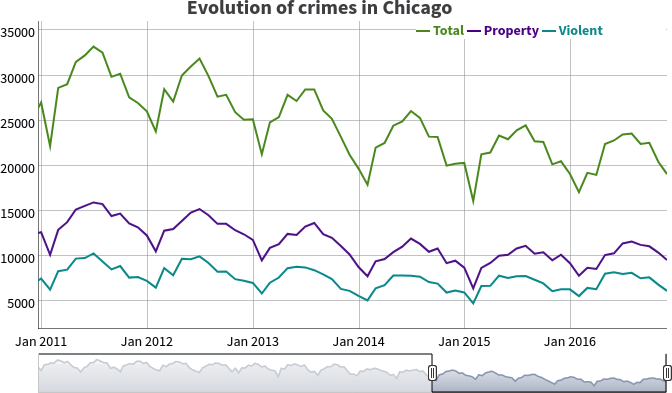 Evolution of crimes in Chicago
Total Property Violent
35000
30000
25000
20000
15000
10000
5000
Jan 2011 Jan 2012 Jan 2013 Jan 2014 Jan 2015 Jan 2016